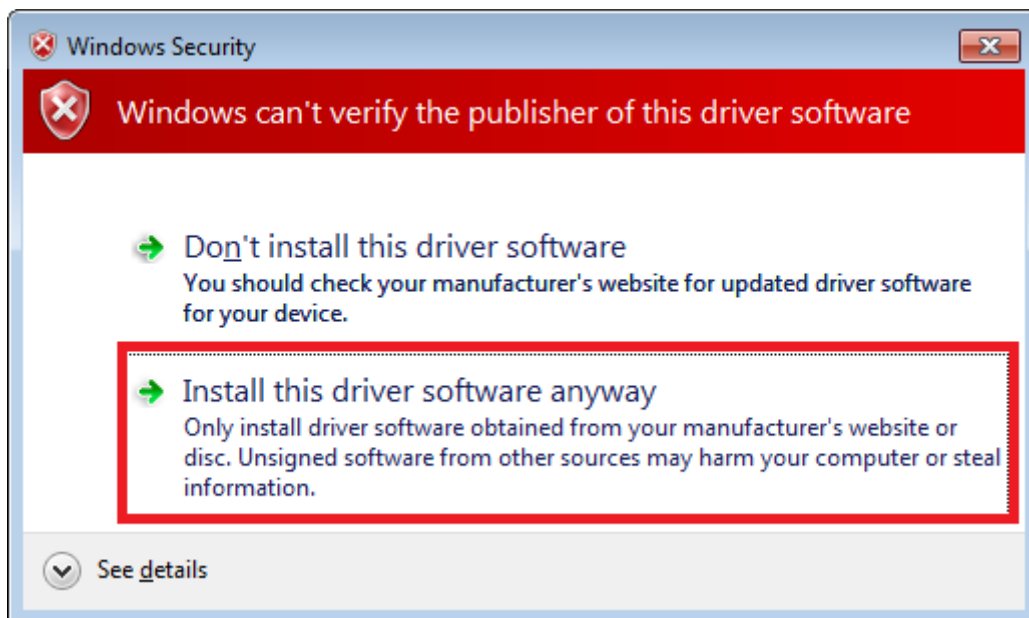 Windows Security
Windows can't verify the publisher of this driver software
Don't install this driver software
You should check your manufacturer's website for updated driver software
for your device.
Install this driver software anyway
Only install driver software obtained from your manufacturer's website or
disc. Unsigned software from other sources may harm your computer or steal
information.
See details